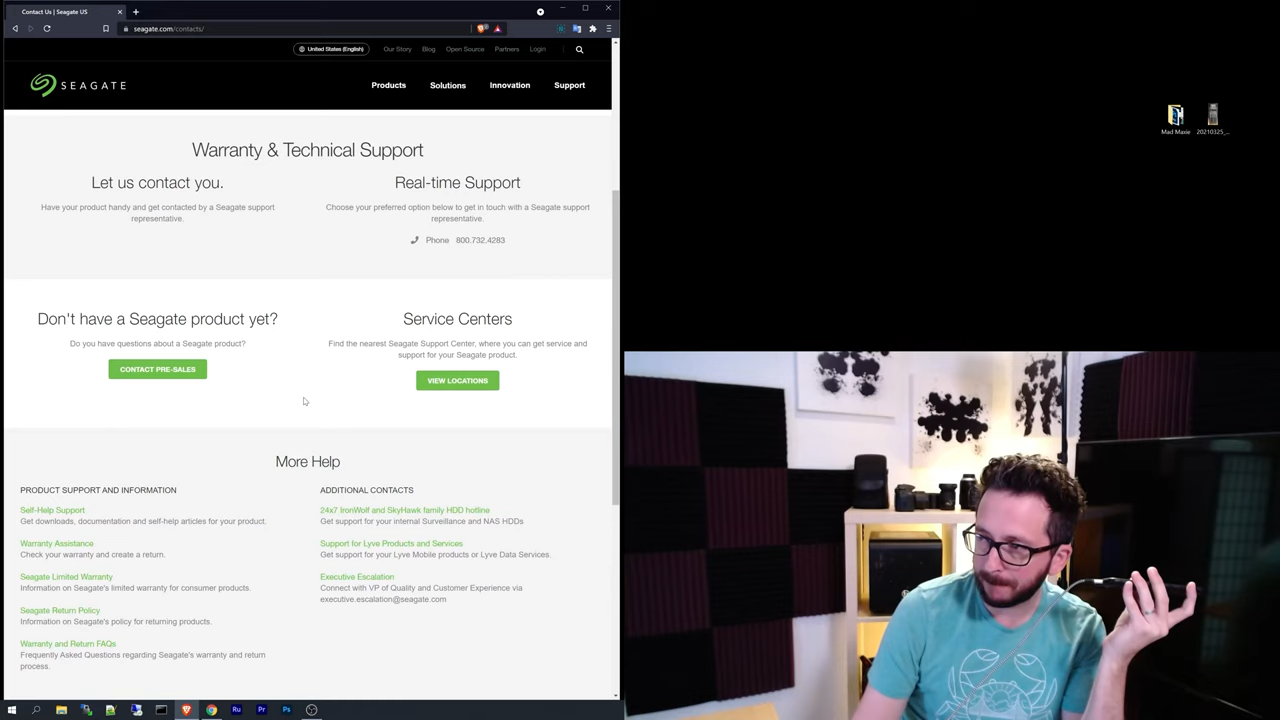 Contact Us | Seagate US
seagate.com/contacts/
United States (English)
Our Story
Blog
Open Source
Partners
Login
SEAGATE
Products
Solutions
Innovation
Support
Warranty & Technical Support
Let us contact you.
Have your product handy and get contacted by a Seagate support
representative.
Real-time Support
Choose your preferred option below to get in touch with a Seagate support
representative.
Phone 800.732.4283
Don't have a Seagate product yet?
Do you have questions about a Seagate product?
CONTACT PRE-SALES
Service Centers
Find the nearest Seagate Support Center, where you can get service and
support for your Seagate product.
VIEW LOCATIONS
More Help
PRODUCT SUPPORT AND INFORMATION
Self-Help Support
Get downloads, documentation and self-help articles for your product.
Warranty Assistance
Check your warranty and create a return.
Seagate Limited Warranty
Information on Seagate's limited warranty for consumer products.
Seagate Return Policy
Information on Seagate's policy for returning products.
Warranty and Return FAQs
Frequently Asked Questions regarding Seagate's warranty and return
process.
ADDITIONAL CONTACTS
24x7 IronWolf and SkyHawk family HDD hotline
Get support for your internal Surveillance and NAS HDDs
Support for Lyve Products and Services
Get support for your Lyve Mobile products or Lyve Data Services.
Executive Escalation
Connect with VP of Quality and Customer Experience via
executive.escalation@seagate.com
Mad Maxie
20210325_...
Ru
Pr
Ps